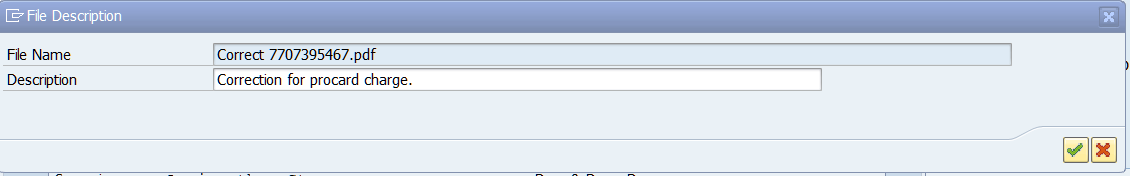 File Description
File Name Correct 7707395467.pdf
Description Correction for procard charge.